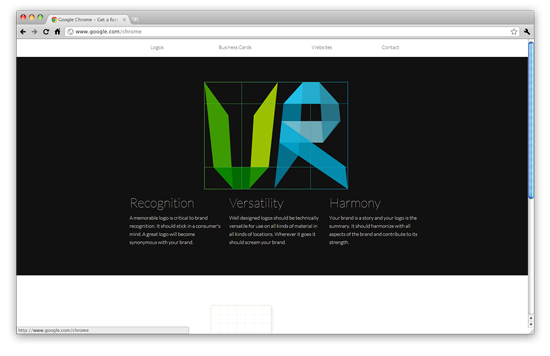 Google Chrome – Get a fast
www.google.com/chrome
Logos Business Cards Websites Contact
UR
Recognition
A memorable logo is critical to brand
recognition. It should stick in a consumer's
mind. A great logo will become
synonymous with your brand.
Versatility
Well designed logos should be technically
versatile for use on all kinds of material in
all kinds of locations. Wherever it goes it
should scream your brand.
Harmony
Your brand is a story and your logo is the
summary. It should harmonize with all
aspects of the brand and contribute to its
strength.
http://www.google.com/chrome